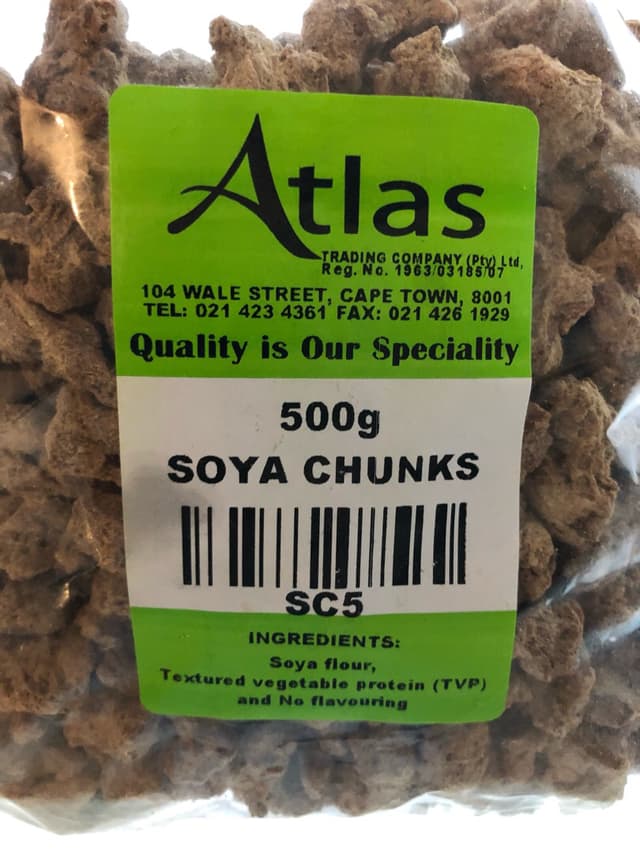 Atlas
TRADING COMPANY (Pty) Ltd,
Reg. No. 1963/03185/07
104 WALE STREET, CAPE TOWN, 8001
TEL: 021 423 4361 FAX: 021 426 1929
Quality is Our Speciality
500g
SOYA CHUNKS
SC5
INGREDIENTS:
Soya flour,
Textured vegetable protein (TVP)
and No flavouring